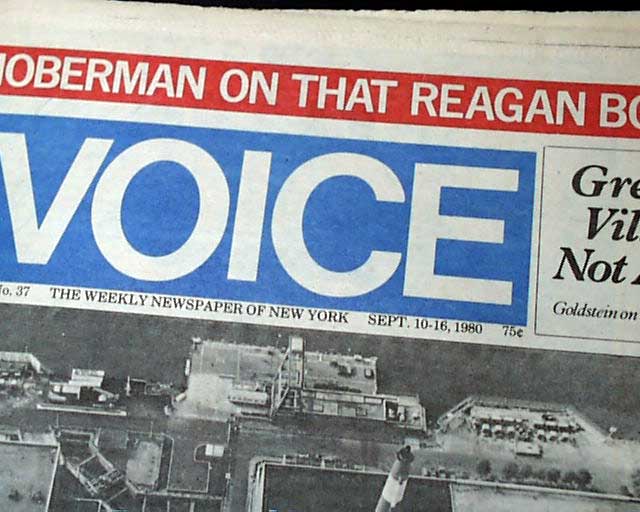 HOBERMAN ON THAT REAGAN BO
VOICE
Gre
Vil
Not
Goldstein on
No. 37 THE WEEKLY NEWSPAPER OF NEW YORK SEPT. 10-16, 1980 75¢